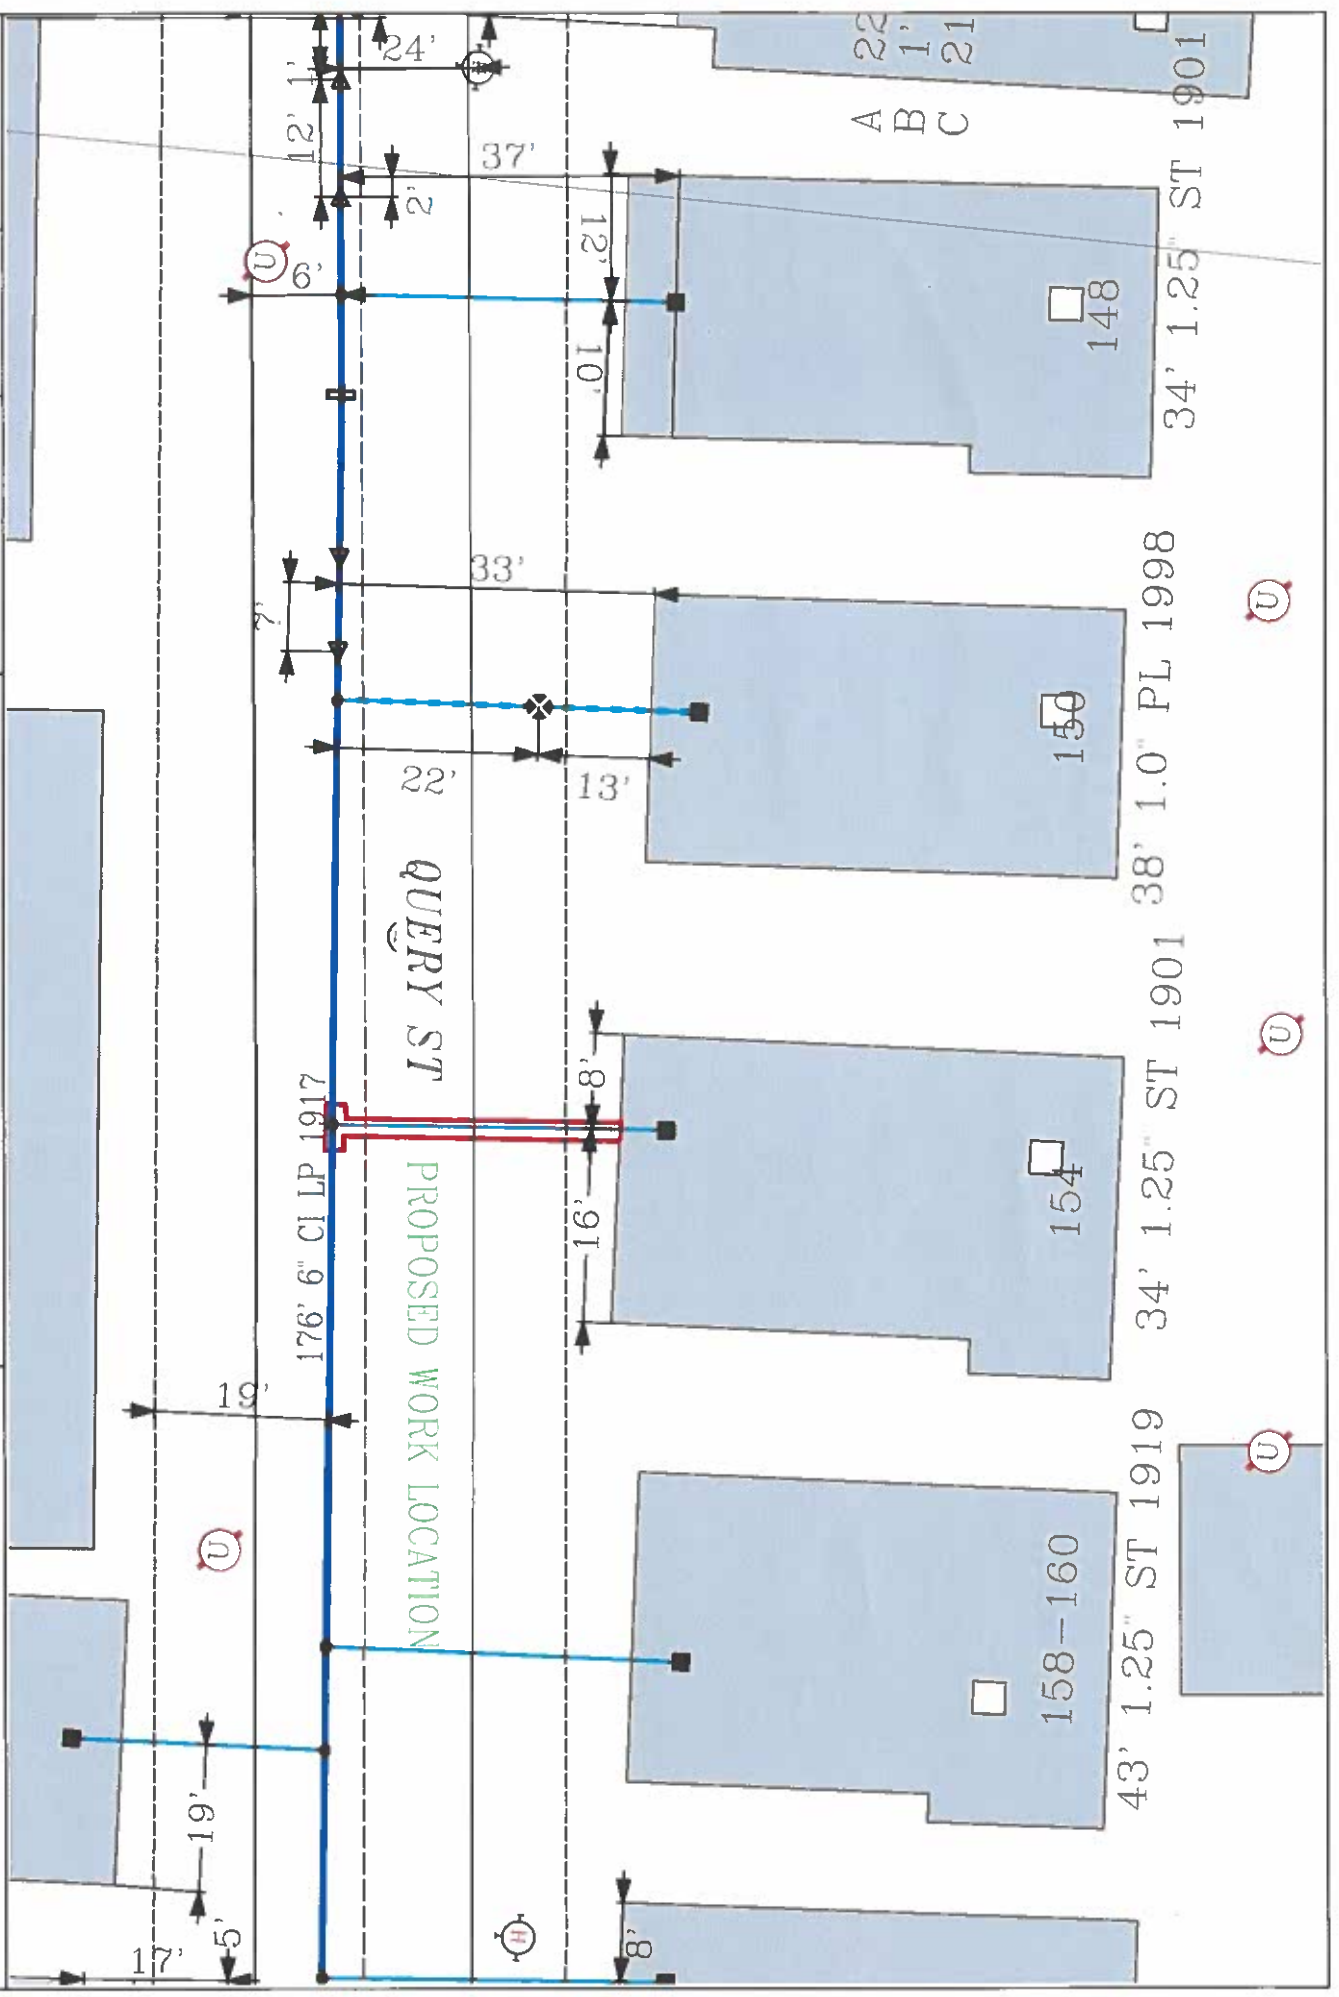 24'
1'
12'
2'
37'
22
1'
21
A
B
C
ST 1901
U
6'
12'
10'
148
34' 1.25" ST 1901
33'
7'
22'
13'
150
38' 1.0" PL 1998
U
QUERY ST
8'
16'
154
34' 1.25" ST 1901
U
176' 6" CI LP 1917
PROPOSED WORK LOCATION
19'
U
U
158-160
43' 1.25" ST 1919
19'
5'
17'
H
8'